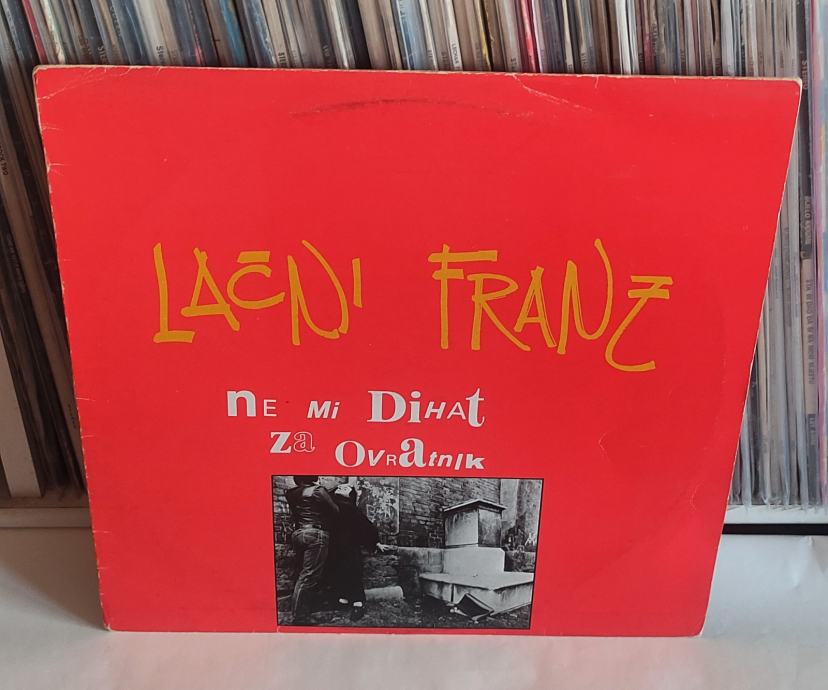 LAČNI FRANZ
nE Mi DiHAt
Za OVRatnIK